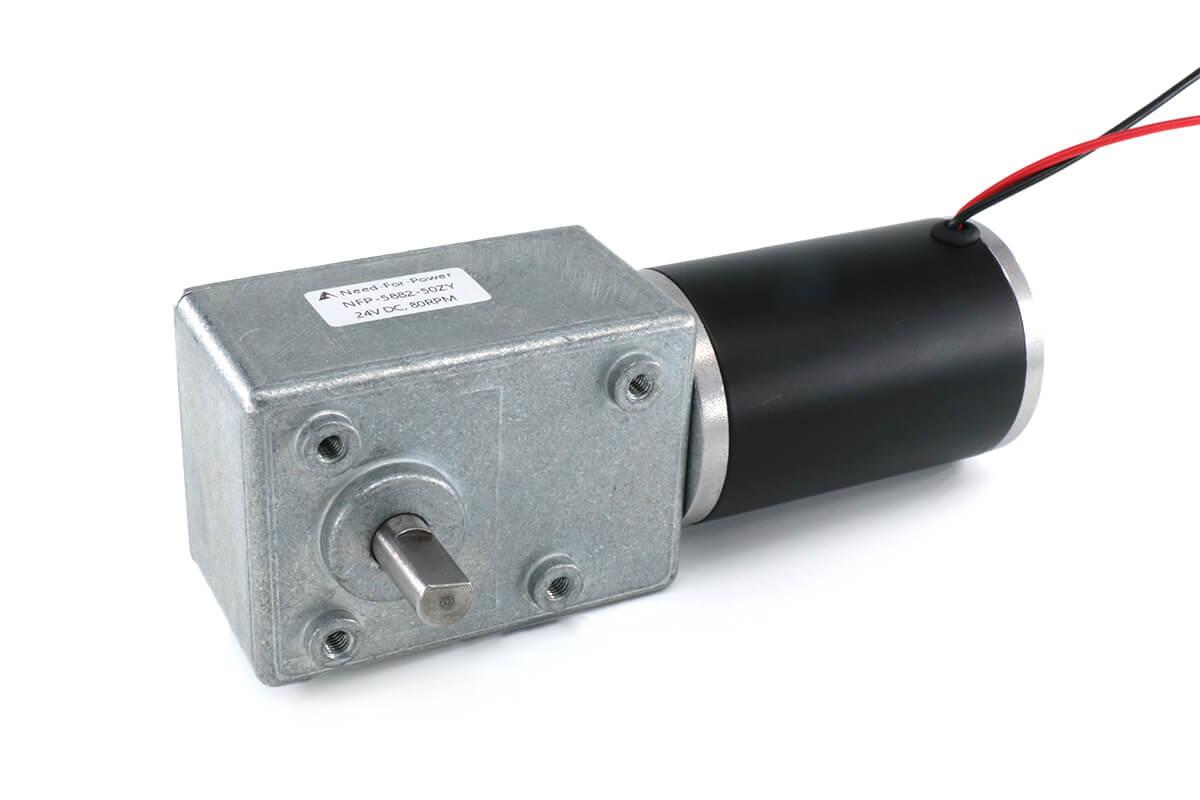 Need-For-Power
NFP-5882-50ZY
24V DC, 80RPM